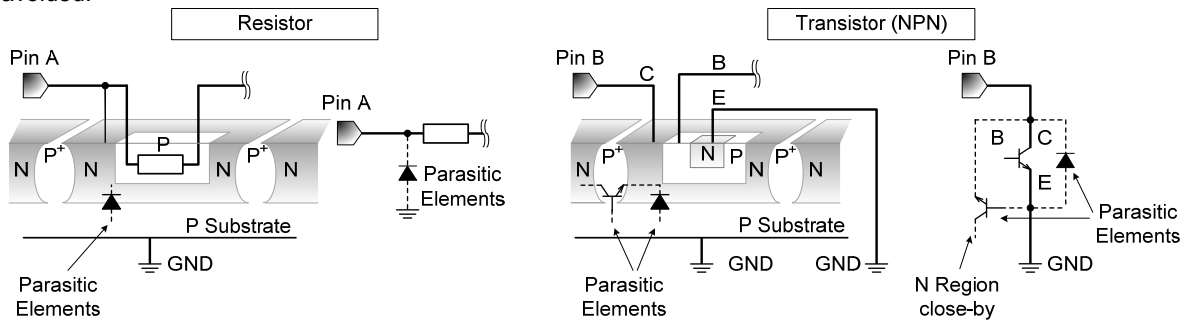 Resistor
Transistor (NPN)
Pin A
Pin A
N
P+
N
P
N
P+
N
Parasitic
Elements
P Substrate
GND
Parasitic
Elements
Pin B
C
B
E
N
P+
N
N
P
N
P+
N
P Substrate
GND
GND
Parasitic
Elements
Pin B
B
C
E
Parasitic
Elements
GND
N Region
close-by